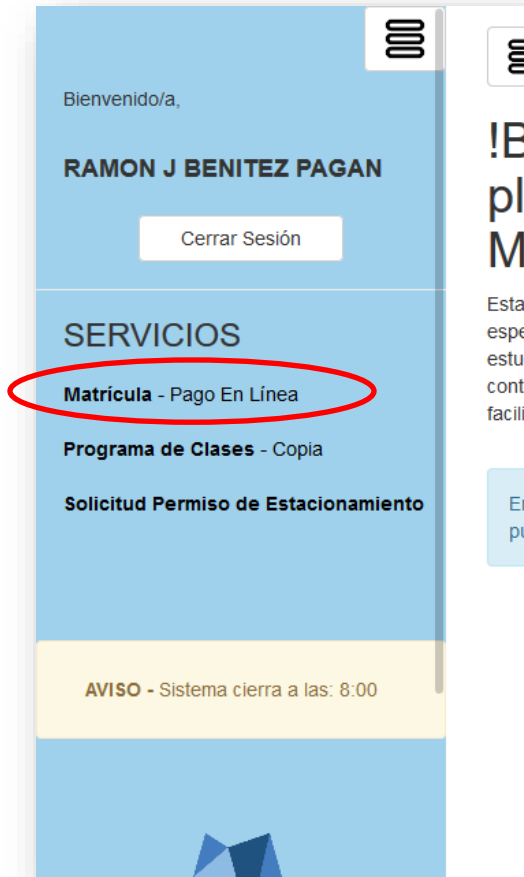 Bienvenido/a,
RAMON J BENITEZ PAGAN
Cerrar Sesión
SERVICIOS
Matrícula - Pago En Línea
Programa de Clases - Copia
Solicitud Permiso de Estacionamiento
AVISO - Sistema cierra a las: 8:00